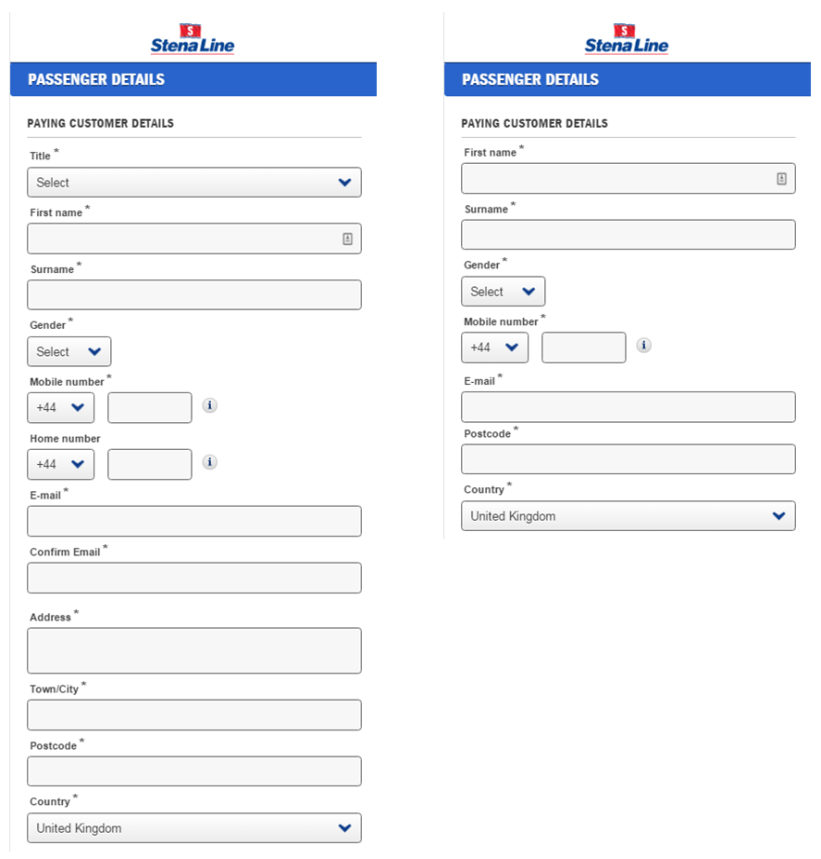 S
Stena Line
PASSENGER DETAILS
PAYING CUSTOMER DETAILS
Title *
Select
First name *
Surname *
Gender *
Select
Mobile number *
+44
i
Home number
+44
i
E-mail *
Confirm Email *
Address *
Town/City *
Postcode *
Country *
United Kingdom
S
Stena Line
PASSENGER DETAILS
PAYING CUSTOMER DETAILS
First name *
Surname *
Gender *
Select
Mobile number *
+44
i
E-mail *
Postcode *
Country *
United Kingdom